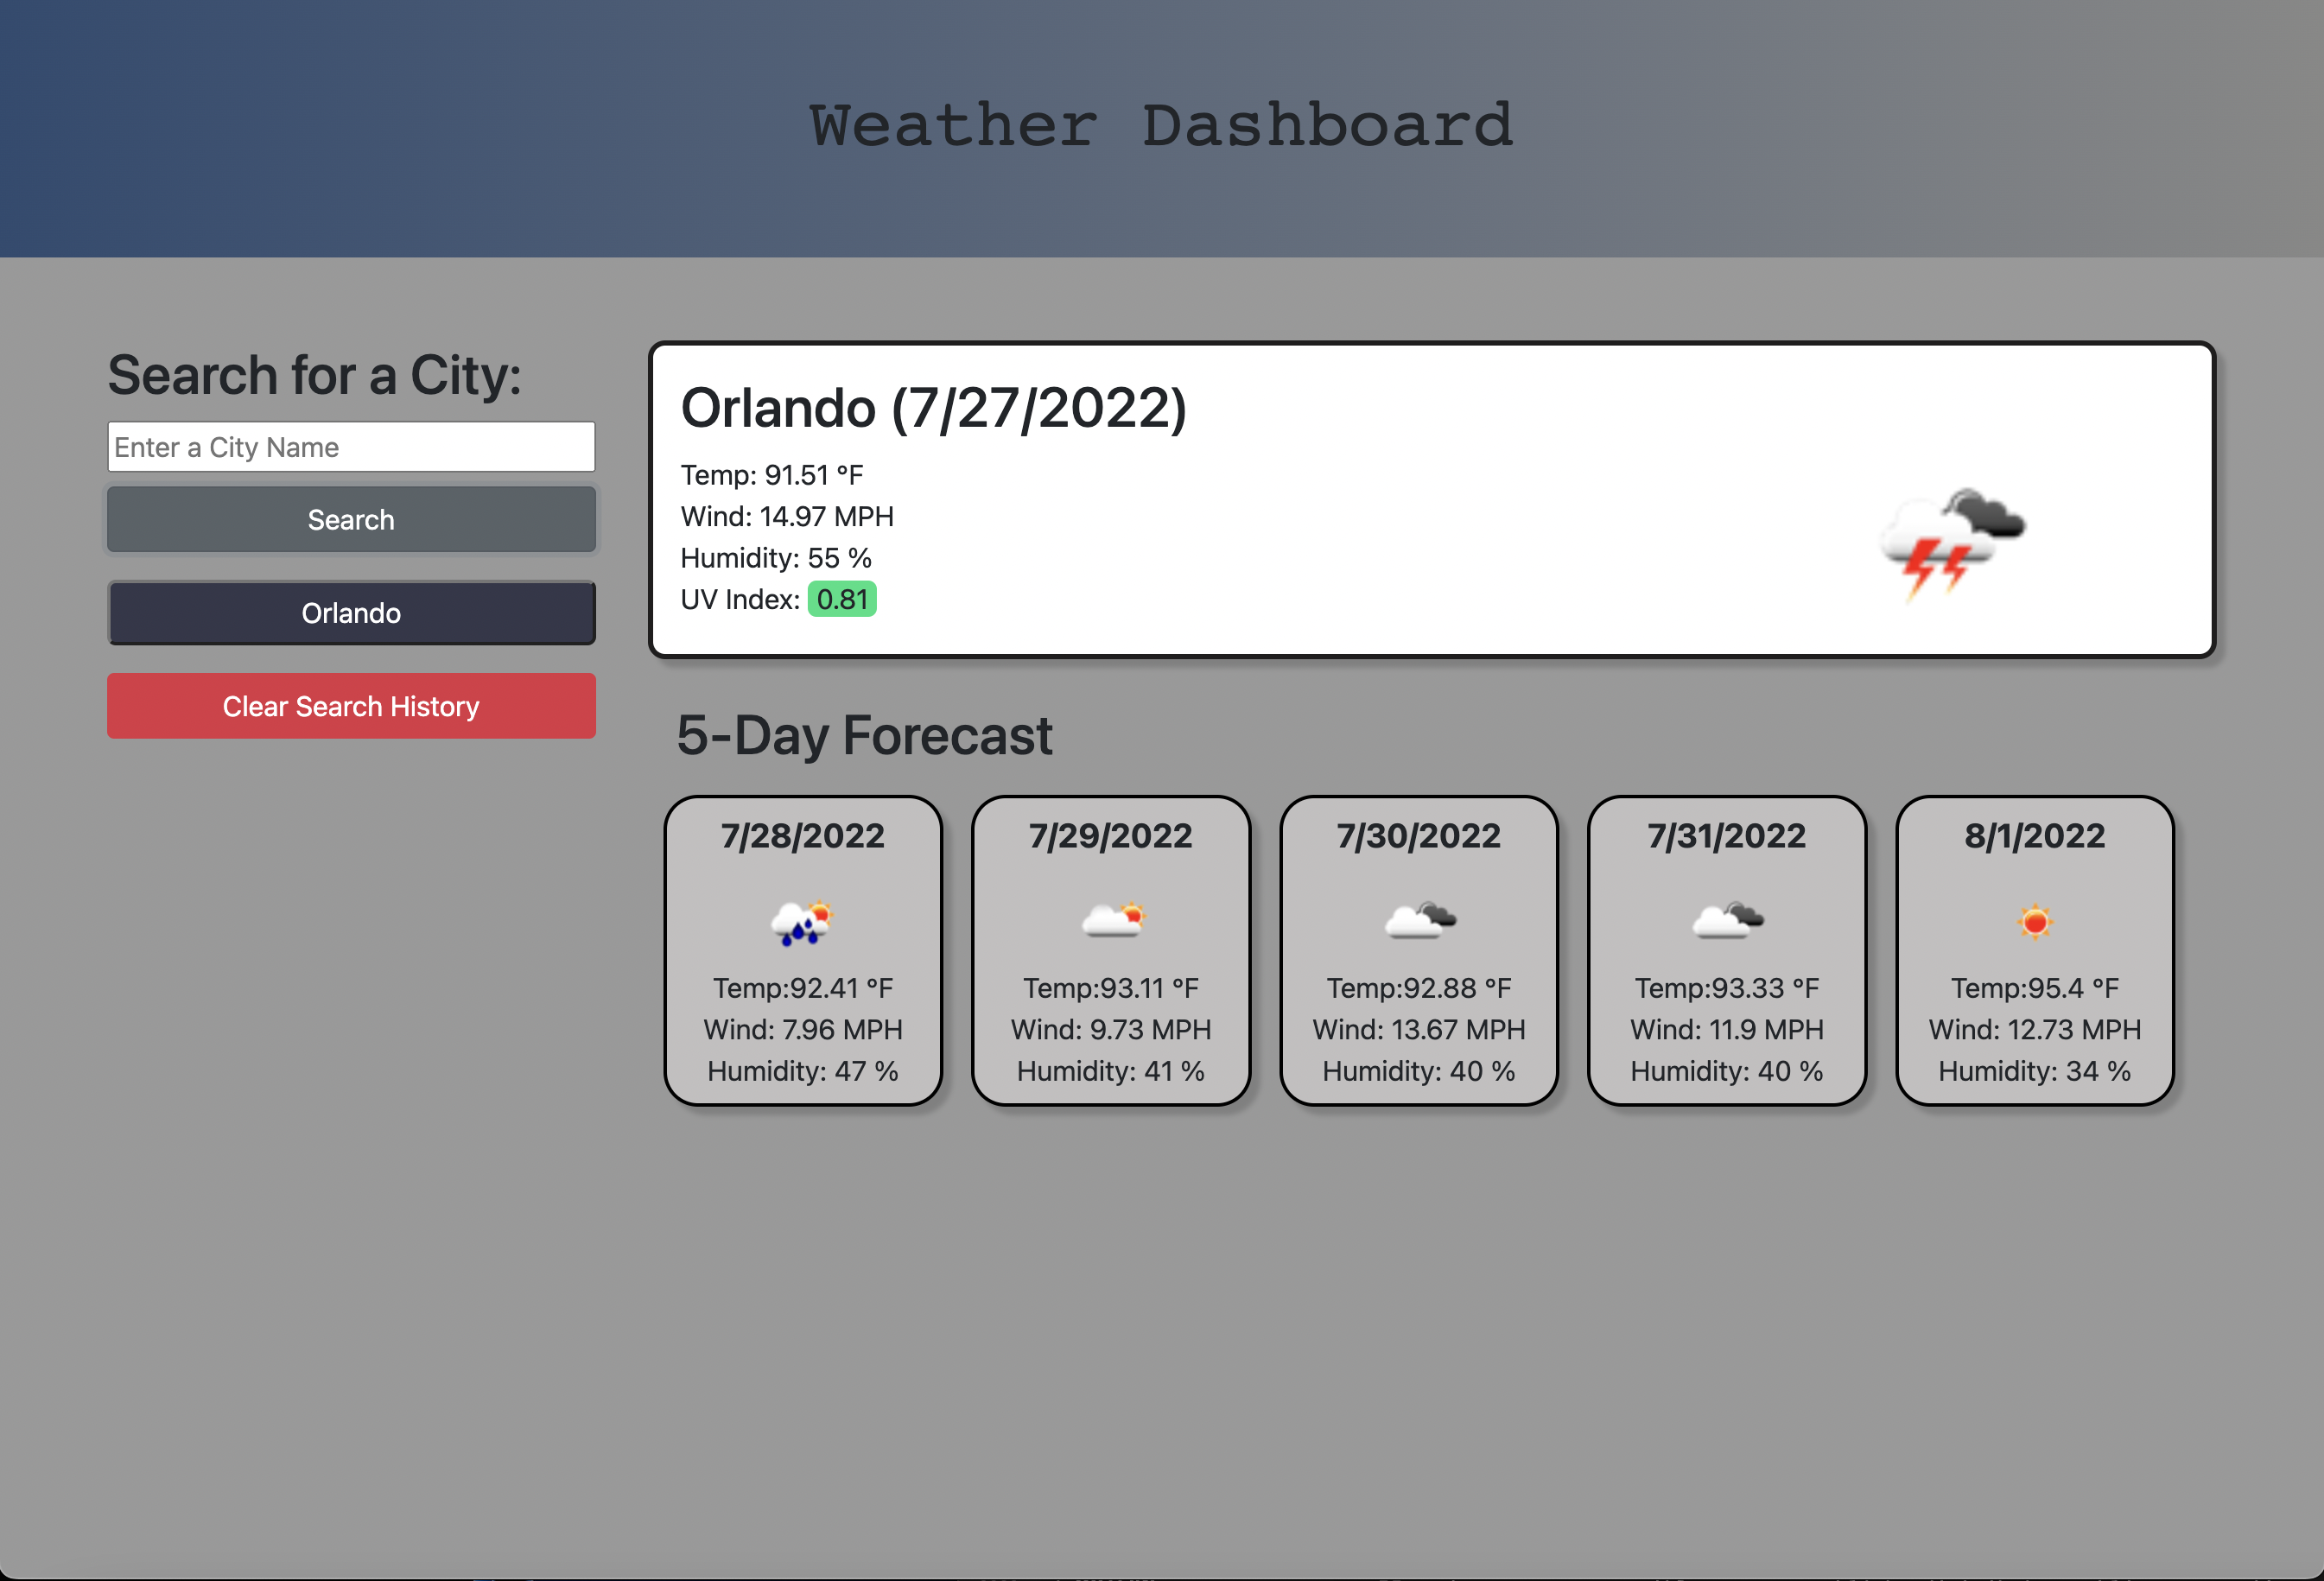 Weather Dashboard
Search for a City:
Enter a City Name
Search
Orlando
Clear Search History
Orlando (7/27/2022)
Temp: 91.51 °F
Wind: 14.97 MPH
Humidity: 55 %
UV Index: 0.81
5-Day Forecast
7/28/2022
Temp:92.41 °F
Wind: 7.96 MPH
Humidity: 47 %
7/29/2022
Temp:93.11 °F
Wind: 9.73 MPH
Humidity: 41 %
7/30/2022
Temp:92.88 °F
Wind: 13.67 MPH
Humidity: 40 %
7/31/2022
Temp:93.33 °F
Wind: 11.9 MPH
Humidity: 40 %
8/1/2022
Temp:95.4 °F
Wind: 12.73 MPH
Humidity: 34 %